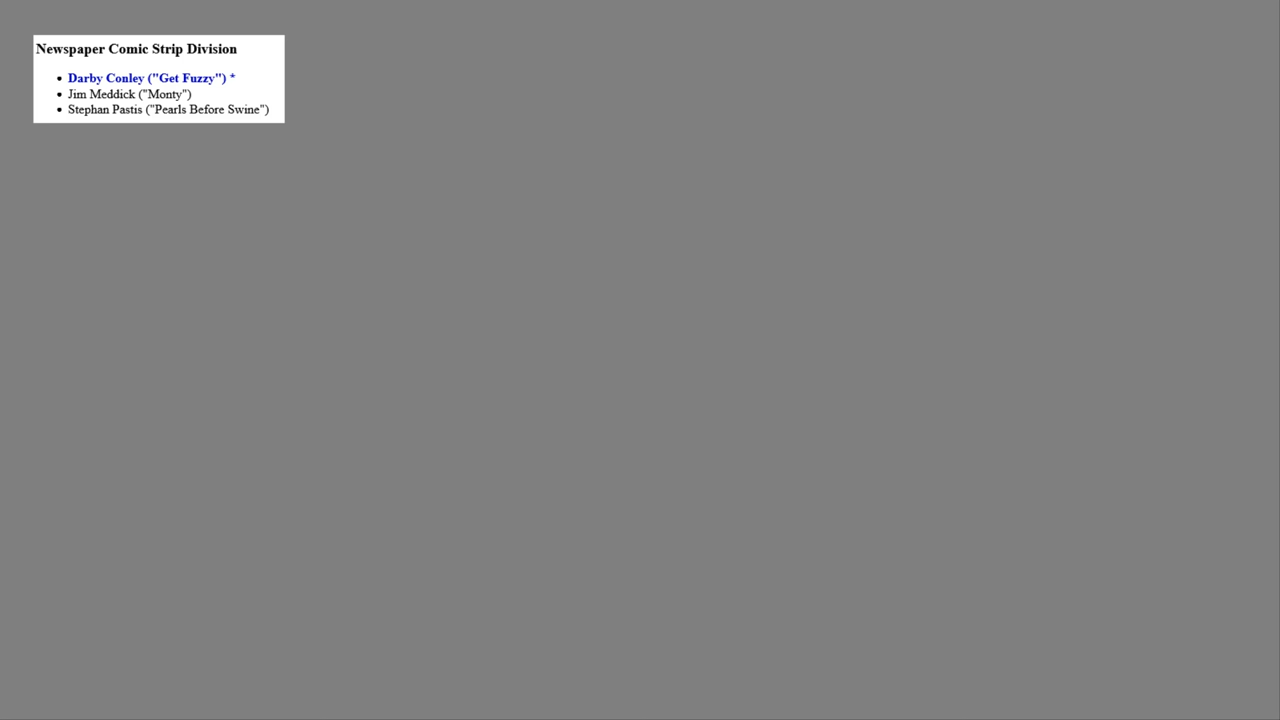 Newspaper Comic Strip Division
• Darby Conley ("Get Fuzzy") *
• Jim Meddick ("Monty")
• Stephan Pastis ("Pearls Before Swine")